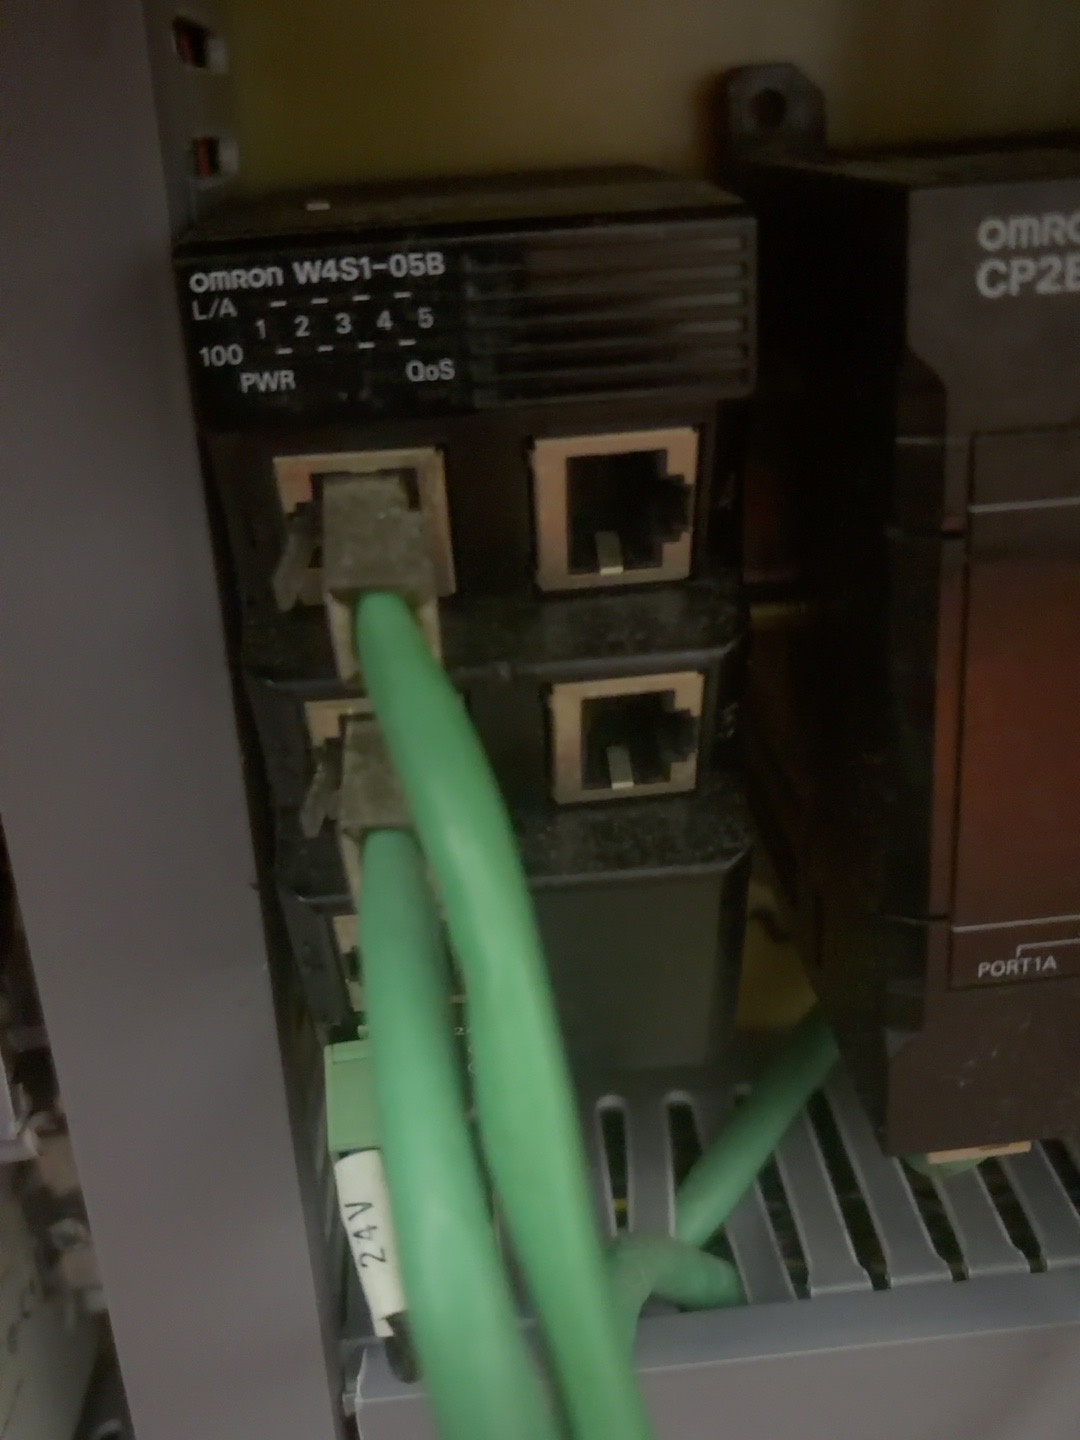 OMRON W4S1-05B
L/A
1 2 3 4 5
100
PWR QoS
OMRO
CP2E
PORT1A
24V